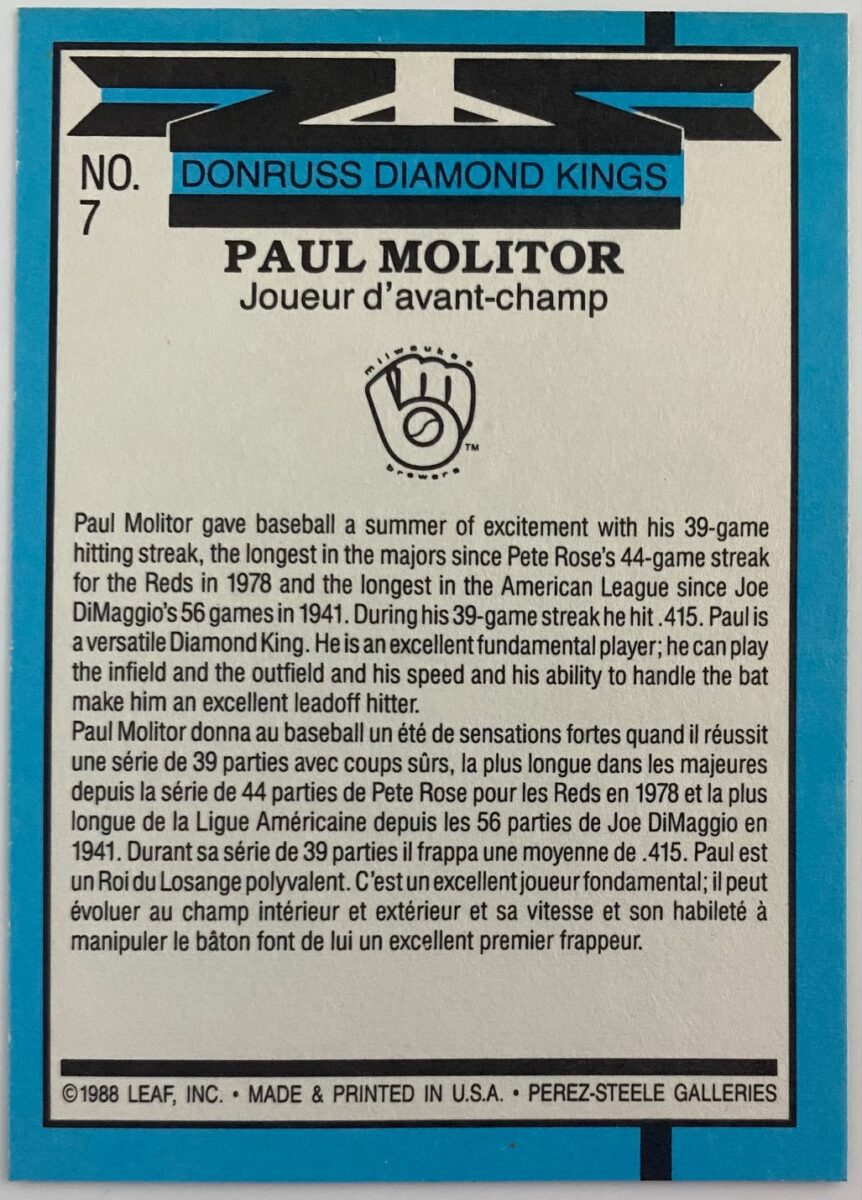 NO.
7
DONRUSS DIAMOND KINGS
PAUL MOLITOR
Joueur d'avant-champ
milwaukee
TM
brewers
Paul Molitor gave baseball a summer of excitement with his 39-game
hitting streak, the longest in the majors since Pete Rose's 44-game streak
for the Reds in 1978 and the longest in the American League since Joe
DiMaggio's 56 games in 1941. During his 39-game streak he hit .415. Paul is
a versatile Diamond King. He is an excellent fundamental player; he can play
the infield and the outfield and his speed and his ability to handle the bat
make him an excellent leadoff hitter.
Paul Molitor donna au baseball un été de sensations fortes quand il réussit
une série de 39 parties avec coups sûrs, la plus longue dans les majeures
depuis la série de 44 parties de Pete Rose pour les Reds en 1978 et la plus
longue de la Ligue Américaine depuis les 56 parties de Joe DiMaggio en
1941. Durant sa série de 39 parties il frappa une moyenne de .415. Paul est
un Roi du Losange polyvalent. C'est un excellent joueur fondamental; il peut
évoluer au champ intérieur et extérieur et sa vitesse et son habileté à
manipuler le bâton font de lui un excellent premier frappeur.
©1988 LEAF, INC. • MADE & PRINTED IN U.S.A. • PEREZ-STEELE GALLERIES